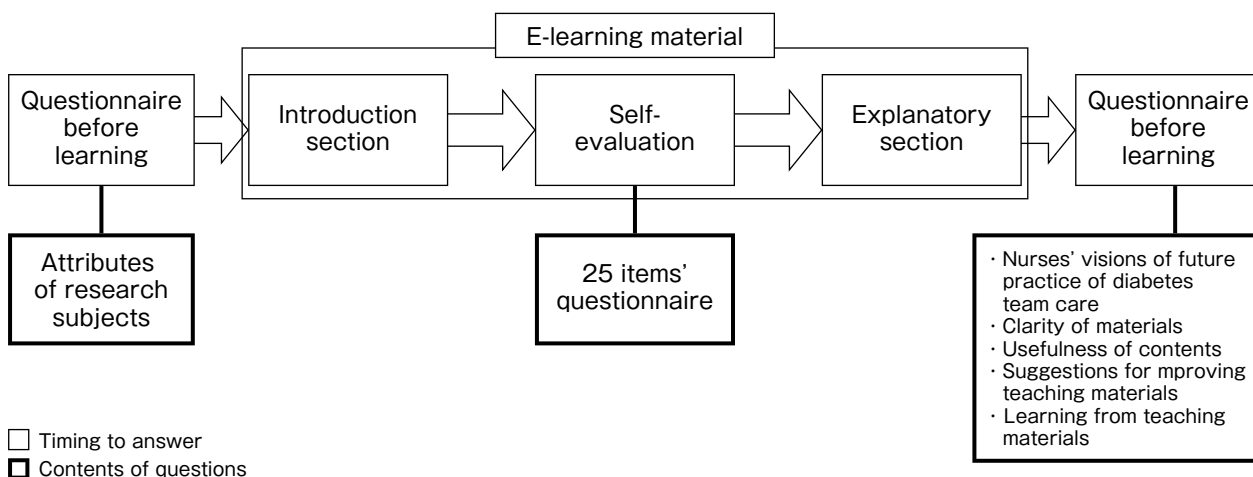 E-learning material
Questionnaire
before
learning
Introduction
section
Self-
evaluation
Explanatory
section
Questionnaire
before
learning
Attributes
of research
subjects
25 items'
questionnaire
· Nurses' visions of future
practice of diabetes
team care
· Clarity of materials
· Usefulness of contents
· Suggestions for mproving
teaching materials
· Learning from teaching
materials
Timing to answer
Contents of questions